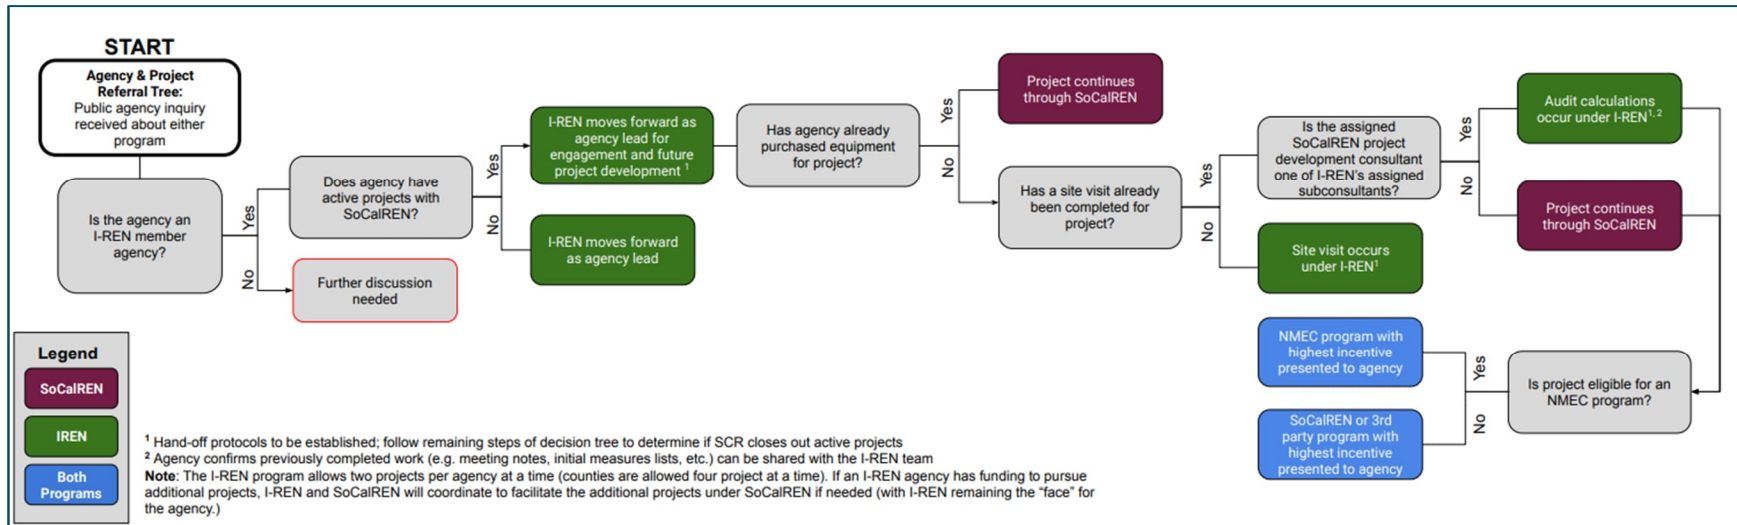 START
Agency & Project
Referral Tree:
Public agency inquiry
received about either
program
Is the agency an
I-REN member
agency?
Yes
No
Does agency have
active projects with
SoCalREN?
Further discussion
needed
Yes
No
I-REN moves forward as
agency lead for
engagement and future
project development 1
I-REN moves forward
as agency lead
Has agency already
purchased equipment
for project?
Yes
No
Project continues
through SoCalREN
Has a site visit already
been completed for
project?
Yes
No
Is the assigned
SoCalREN project
development consultant
one of I-REN's assigned
subconsultants?
Site visit occurs
under I-REN1
Yes
No
Audit calculations
occur under I-REN1, 2
Project continues
through SoCalREN
Is project eligible for an
NMEC program?
Yes
No
NMEC program with
highest incentive
presented to agency
SoCalREN or 3rd
party program with
highest incentive
presented to agency
Legend
SoCalREN
IREN
Both
Programs
1 Hand-off protocols to be established; follow remaining steps of decision tree to determine if SCR closes out active projects
2 Agency confirms previously completed work (e.g. meeting notes, initial measures lists, etc.) can be shared with the I-REN team
Note: The I-REN program allows two projects per agency at a time (counties are allowed four project at a time). If an I-REN agency has funding to pursue
additional projects, I-REN and SoCalREN will coordinate to facilitate the additional projects under SoCalREN if needed (with I-REN remaining the “face” for
the agency.)